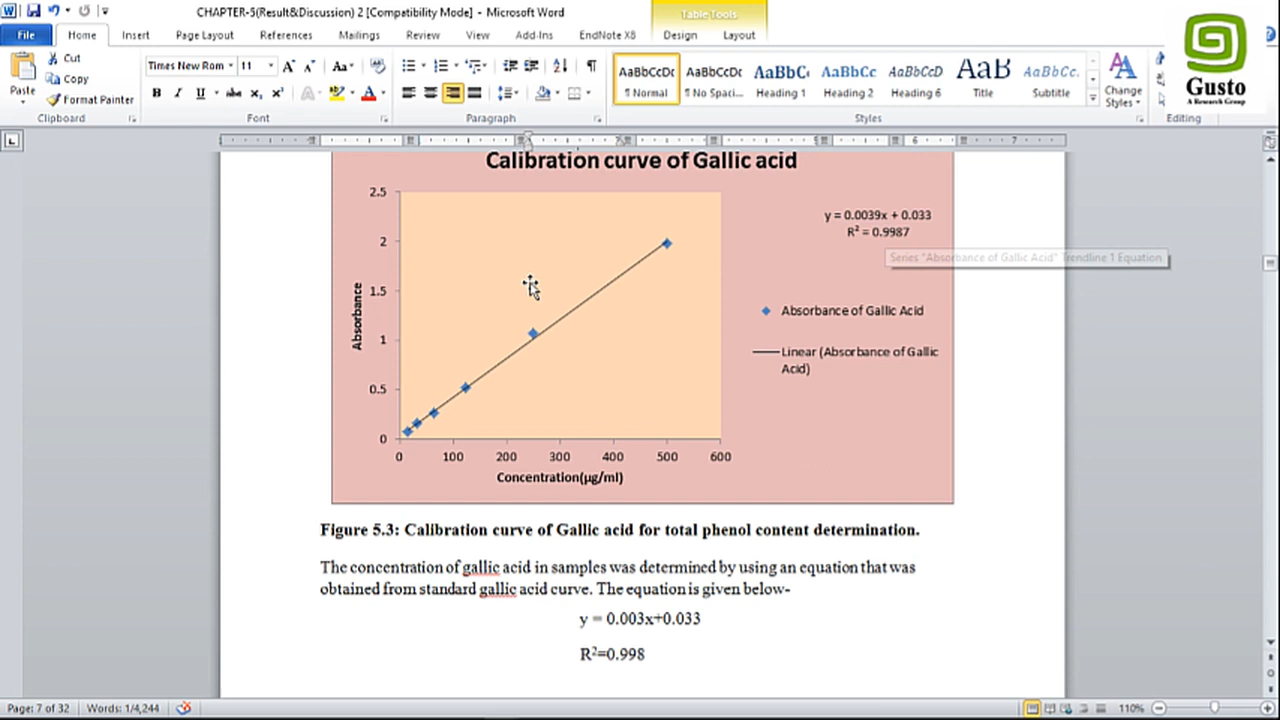 CHAPTER-5(Result&Discussion) 2 [Compatibility Mode] - Microsoft Word
Table Tools
File Home Insert Page Layout References Mailings Review View Add-Ins EndNote X8 Design Layout
Cut
Copy
Format Painter
Paste
Times New Rom 11
AaBbCcDc AaBbCcDc AaBbC AaBbCc AaBbCcD AaB AaBbCc.
¶ Normal ¶ No Spaci... Heading 1 Heading 2 Heading 6 Title Subtitle
Change
Styles
Clipboard Font Paragraph Styles Editing
Gusto
A Research Group
6 7
Calibration curve of Gallic acid
2.5
2
1.5
1
0.5
0
Absorbance
0 100 200 300 400 500 600
Concentration(µg/ml)
y = 0.0039x + 0.033
R² = 0.9987
Series "Absorbance of Gallic Acid" Trendline 1 Equation
Absorbance of Gallic Acid
Linear (Absorbance of Gallic
Acid)
Figure 5.3: Calibration curve of Gallic acid for total phenol content determination.
The concentration of gallic acid in samples was determined by using an equation that was
obtained from standard gallic acid curve. The equation is given below-
y = 0.003x+0.033
R²=0.998
Page: 7 of 32 Words: 1/4,244 110%